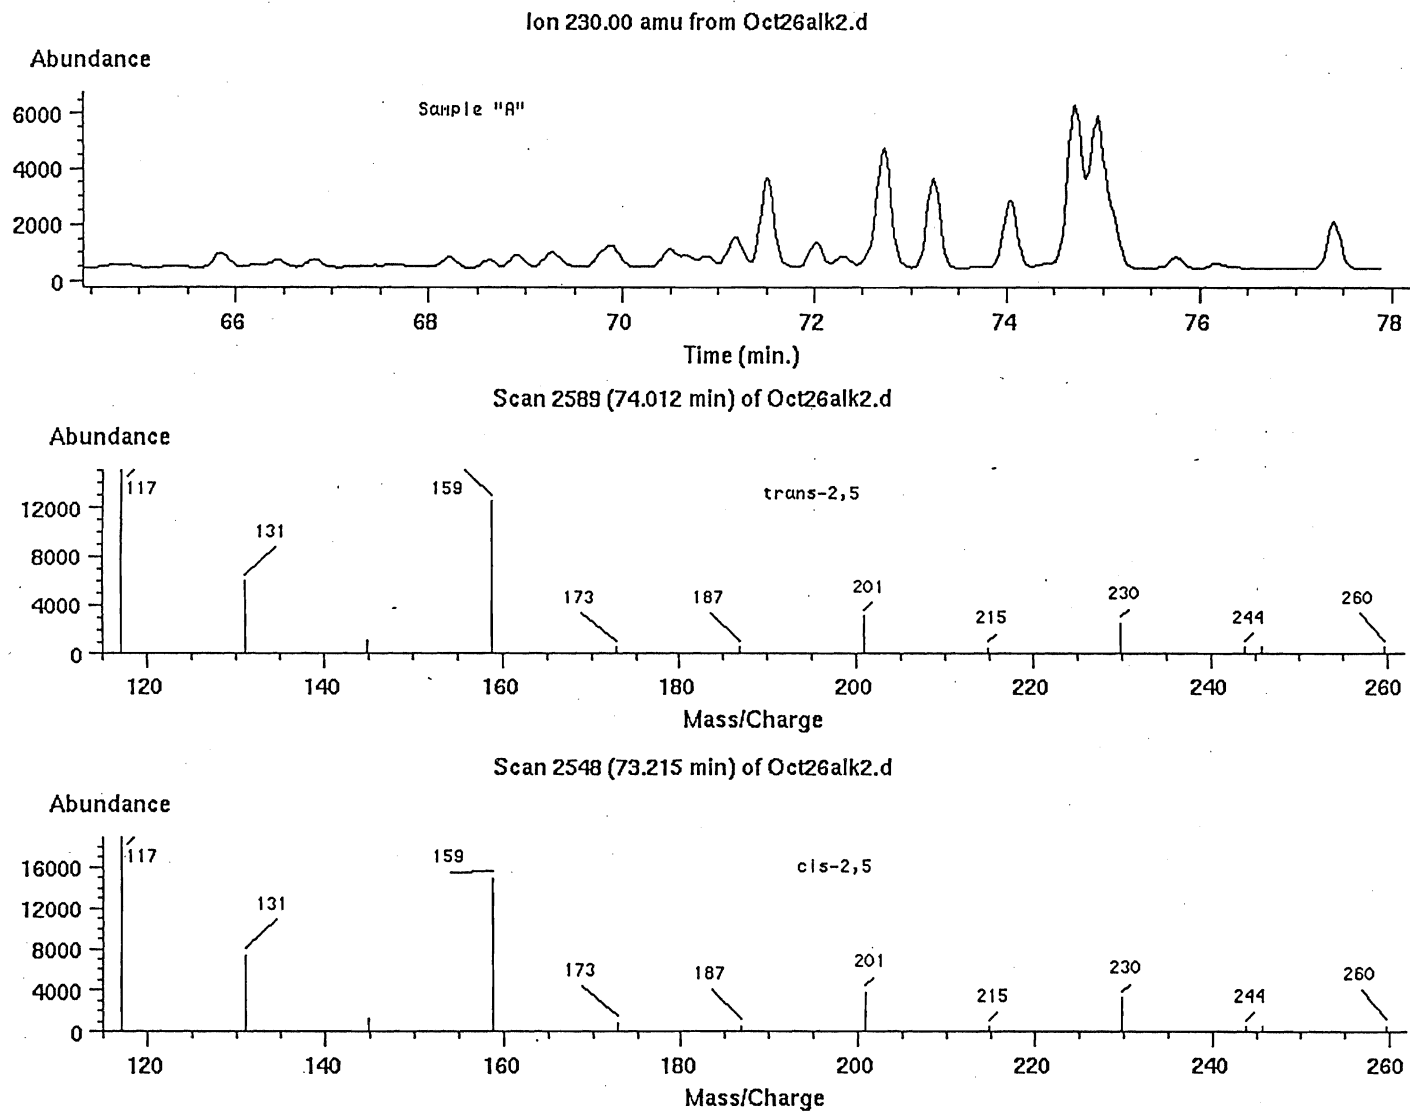 Ion 230.00 amu from Oct26alk2.d
Abundance
Sample "A"
6000
4000
2000
0
66 68 70 72 74 76 78
Time (min.)
Scan 2589 (74.012 min) of Oct26alk2.d
Abundance
117 159 trans-2,5
12000
131
8000
201
4000 173 187 215 230 244 260
0
120 140 160 180 200 220 240 260
Mass/Charge
Scan 2548 (73.215 min) of Oct26alk2.d
Abundance
117 159 cis-2,5
16000
131
12000
8000 173 187 201 215 230 244 260
4000
0
120 140 160 180 200 220 240 260
Mass/Charge